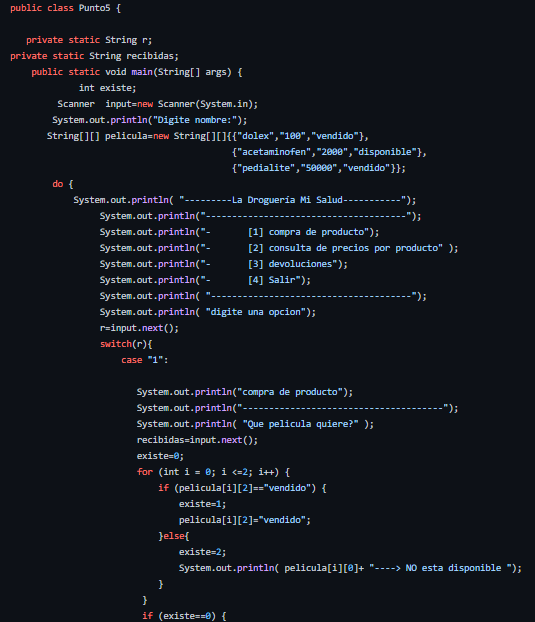 public class Punto5 {
private static String r;
private static String recibidas;
public static void main(String[] args) {
int existe;
Scanner  input=new Scanner(System.in);
System.out.println("Digite nombre:");
String[][] pelicula=new String[][]{{"dolex","100","vendido"},
{"acetaminofen","2000","disponible"},
{"pedialite","50000","vendido"}};
do {
System.out.println( "---------La Droguería Mi Salud-----------");
System.out.println("--------------------------------------");
System.out.println("-       [1] compra de producto");
System.out.println("-       [2] consulta de precios por producto" );
System.out.println("-       [3] devoluciones");
System.out.println("-       [4] Salir");
System.out.println( "--------------------------------------");
System.out.println( "digite una opcion");
r=input.next();
switch(r){
case "1":
System.out.println("compra de producto");
System.out.println("--------------------------------------");
System.out.println( "Que pelicula quiere?" );
recibidas=input.next();
existe=0;
for (int i = 0; i <=2; i++) {
if (pelicula[i][2]=="vendido") {
existe=1;
pelicula[i][2]="vendido";
}else{
existe=2;
System.out.println( pelicula[i][0]+ "----> NO esta disponible ");
}
}
if (existe==0) {